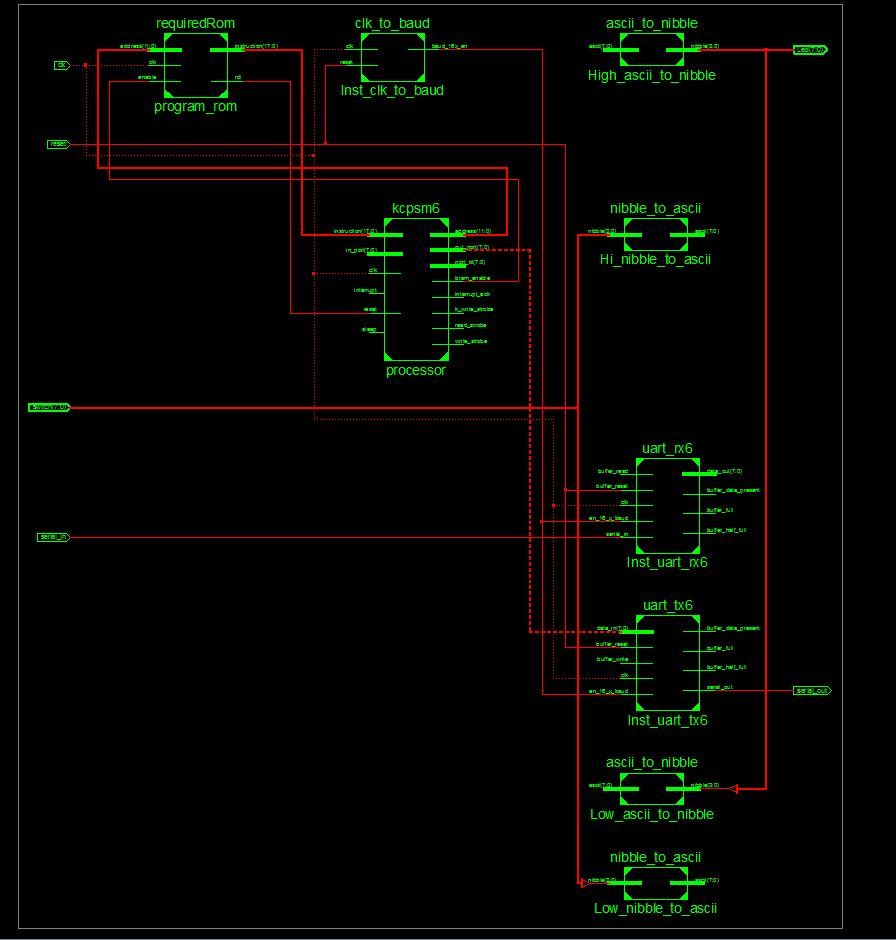 requiredRom
address(11:0)
instruction(17:0)
clk
enable
rdl
program_rom
clk_to_baud
clk
baud_16x_en
reset
Inst_clk_to_baud
ascii_to_nibble
ascii(7:0)
nibble(3:0)
High_ascii_to_nibble
Led(7:0)
clk
reset
kcpsm6
instruction(17:0)
address(11:0)
in_port(7:0)
out_port(7:0)
port_id(7:0)
clk
bram_enable
interrupt
interrupt_ack
reset
k_write_strobe
sleep
read_strobe
write_strobe
processor
nibble_to_ascii
nibble(3:0)
ascii(7:0)
Hi_nibble_to_ascii
switch(7:0)
serial_in
uart_rx6
buffer_read
data_out(7:0)
buffer_reset
buffer_data_present
clk
buffer_full
en_16_x_baud
buffer_half_full
serial_in
Inst_uart_rx6
uart_tx6
data_in(7:0)
buffer_data_present
buffer_reset
buffer_full
buffer_write
buffer_half_full
clk
en_16_x_baud
serial_out
serial_out
Inst_uart_tx6
ascii_to_nibble
ascii(7:0)
nibble(3:0)
Low_ascii_to_nibble
nibble_to_ascii
nibble(3:0)
ascii(7:0)
Low_nibble_to_ascii